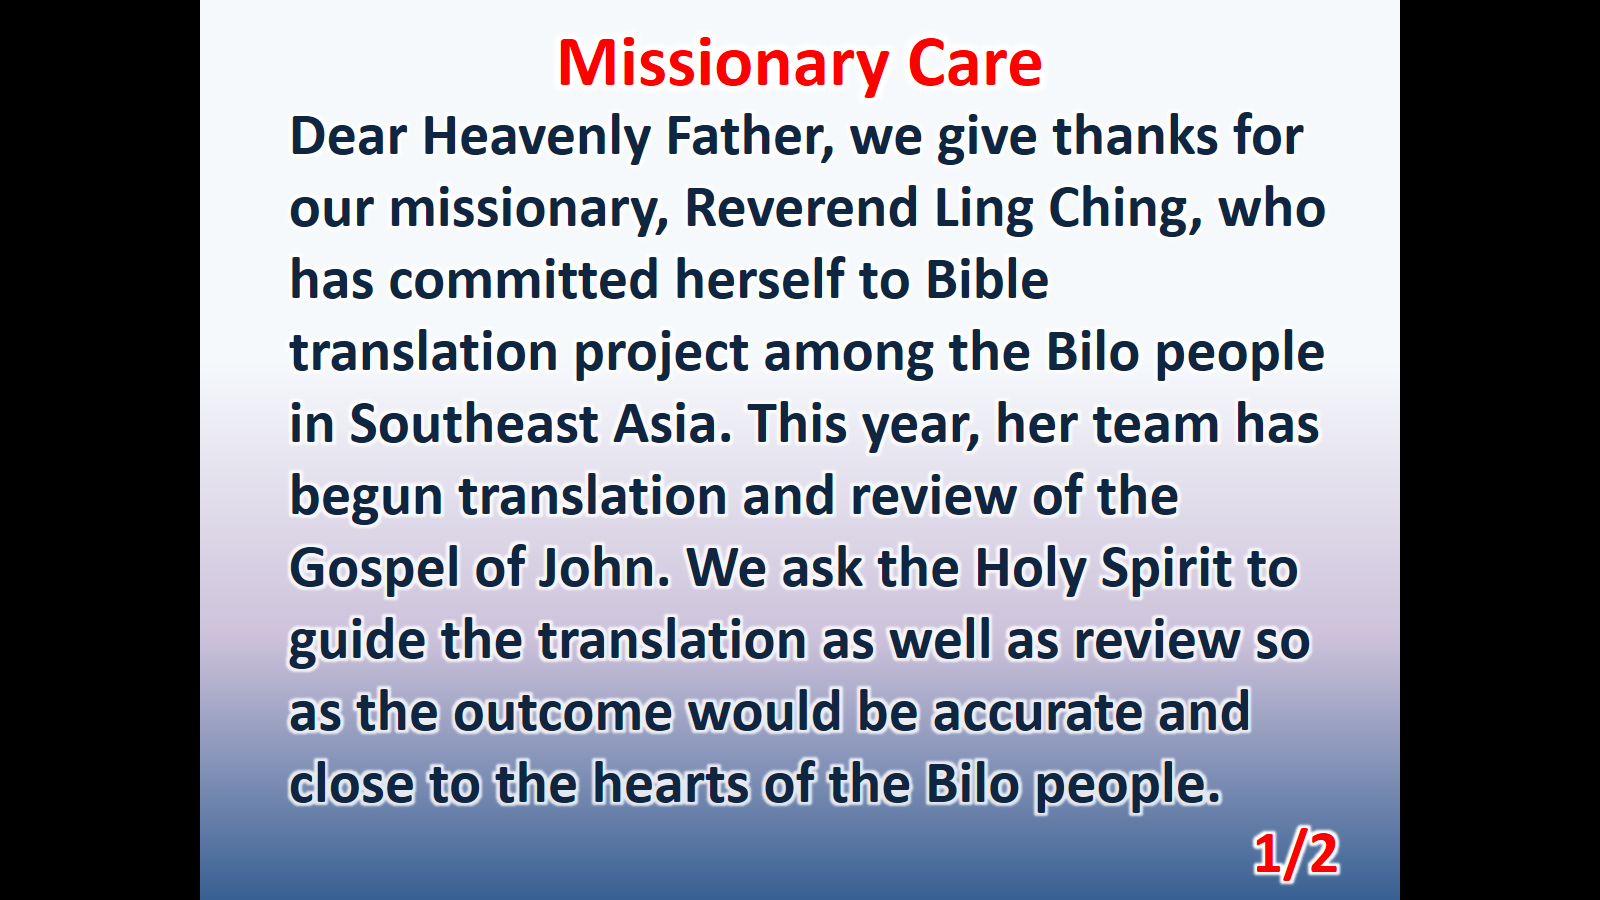 Missionary Care
Dear Heavenly Father, we give thanks for
our missionary, Reverend Ling Ching, who
has committed herself to Bible
translation project among the Bilo people
in Southeast Asia. This year, her team has
begun translation and review of the
Gospel of John. We ask the Holy Spirit to
guide the translation as well as review so
as the outcome would be accurate and
close to the hearts of the Bilo people.
1/2